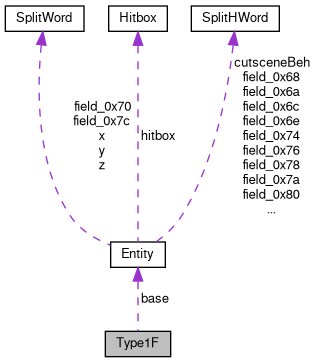 SplitWord
Hitbox
SplitHWord
field_0x70
field_0x7c
x
y
z
hitbox
cutsceneBeh
field_0x68
field_0x6a
field_0x6c
field_0x6e
field_0x74
field_0x76
field_0x78
field_0x7a
field_0x80
...
Entity
base
Type1F